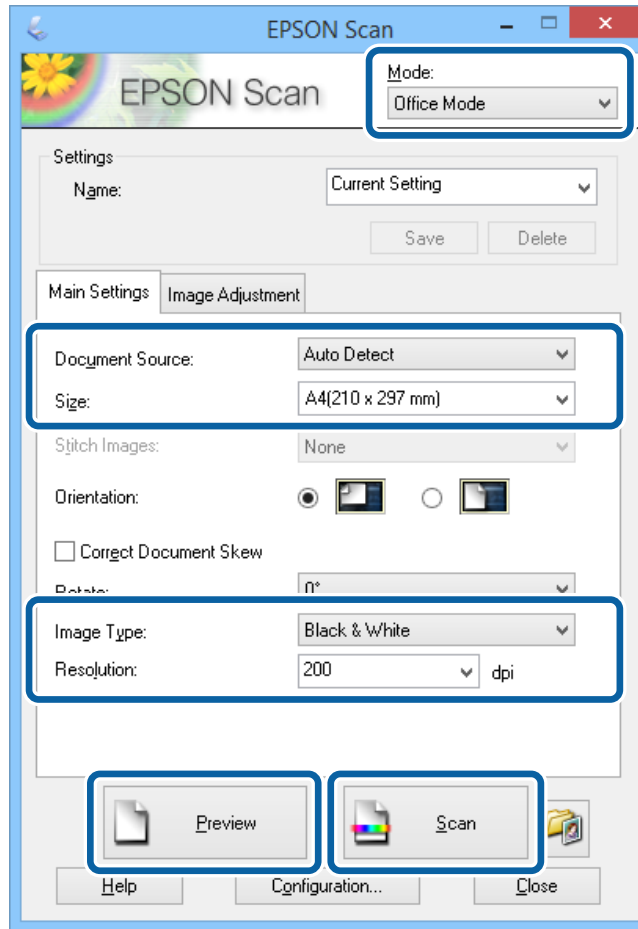 EPSON Scan
EPSON Scan
Mode:
Office Mode
Settings
Name:
Current Setting
Save Delete
Main Settings Image Adjustment
Document Source: Auto Detect
Size: A4(210 x 297 mm)
Stitch Images: None
Orientation:
Correct Document Skew
Rotate: 0°
Image Type: Black & White
Resolution: 200 dpi
Preview Scan
Help Configuration... Close